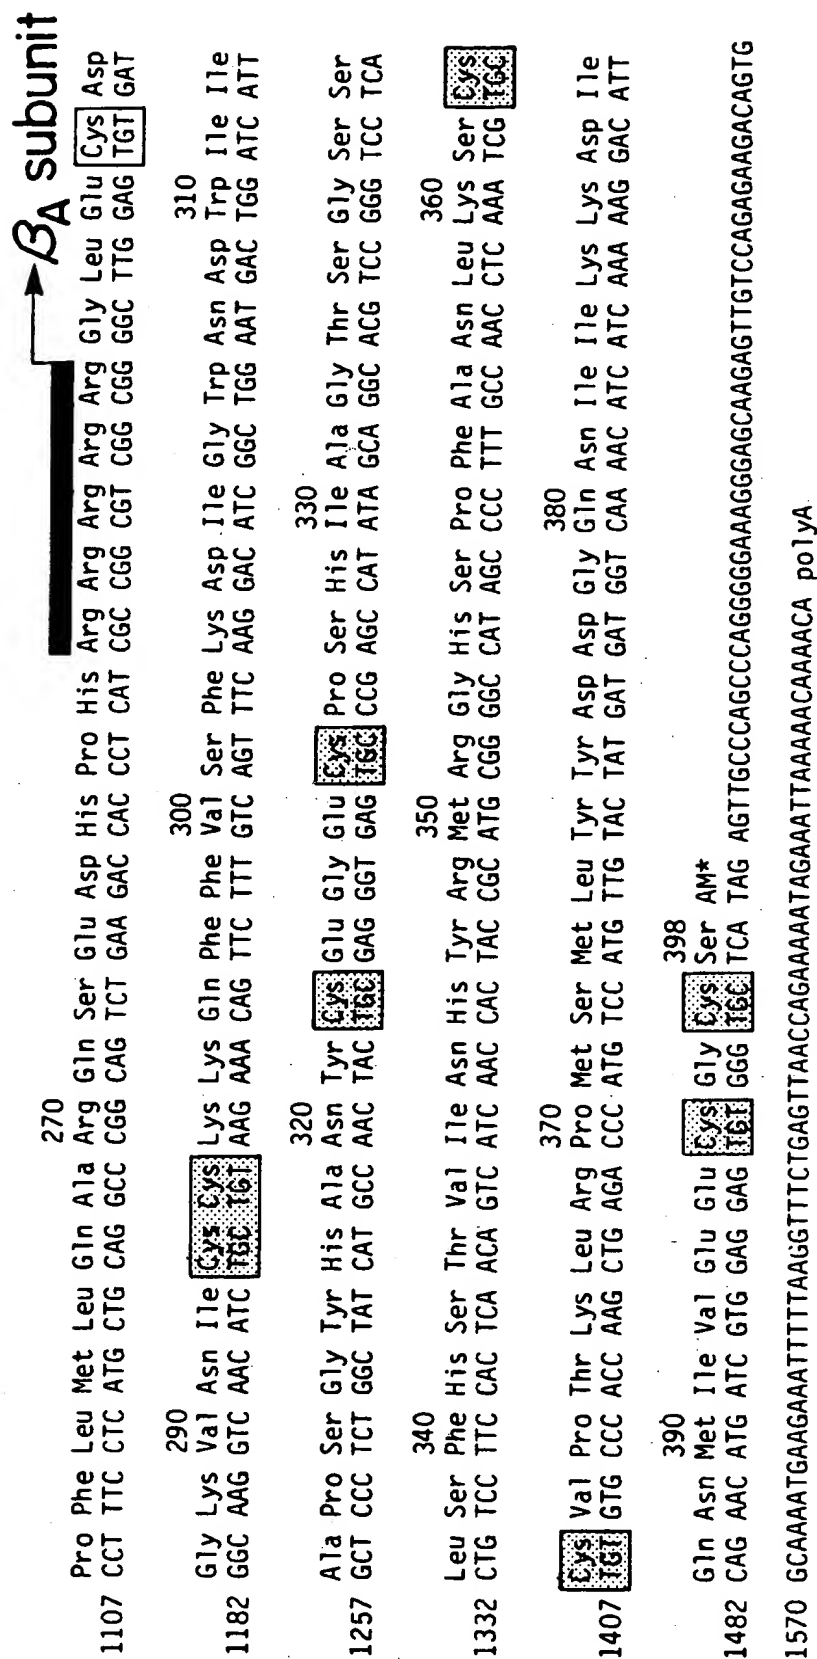 βA subunit
270
Pro Phe Leu Met Leu Gln Ala Arg Gln Ser Glu Asp His Pro His Arg Arg Arg Arg Arg Gly Leu Glu Cys Asp
1107 CCT TTC CTC ATG CTG CAG GCC CGG CAG TCT GAA GAC CAC CCT CAT CGC CGG CGT CGG CGG GGC TTG GAG TGT GAT
290 300 310
Gly Lys Val Asn Ile Cys Cys Lys Lys Gln Phe Phe Val Ser Phe Lys Asp Ile Gly Trp Asn Asp Trp Ile Ile
1182 GGC AAG GTC AAC ATC TGC TGT AAG AAA CAG TTC TTT GTC AGT TTC AAG GAC ATC GGC TGG AAT GAC TGG ATC ATT
320 330
Ala Pro Ser Gly Tyr His Ala Asn Tyr Cys Glu Gly Glu Cys Pro Ser His Ile Ala Gly Thr Ser Gly Ser Ser
1257 GCT CCC TCT GGC TAT CAT GCC AAC TAC TGC GAG GGT GAG TGC CCG AGC CAT ATA GCA GGC ACG TCC GGG TCC TCA
340 350 360
Leu Ser Phe His Ser Thr Val Ile Asn His Tyr Arg Met Arg Gly His Ser Pro Phe Ala Asn Leu Lys Ser Cys
1332 CTG TCC TTC CAC TCA ACA GTC ATC AAC CAC TAC CGC ATG CGG GGC CAT AGC CCC TTT GCC AAC CTC AAA TCG TGC
370 380
Cys Val Pro Thr Lys Leu Arg Pro Met Ser Met Leu Tyr Tyr Asp Asp Gly Gln Asn Ile Ile Lys Lys Asp Ile
1407 TGT GTG CCC ACC AAG CTG AGA CCC ATG TCC ATG TTG TAC TAT GAT GAT GGT CAA AAC ATC ATC AAA AAG GAC ATT
390 398
Gln Asn Met Ile Val Glu Glu Cys Gly Cys Ser AM*
1482 CAG AAC ATG ATC GTG GAG GAG TGT GGG TGC TCA TAG AGTTGCCCAGCCCAGGGGGAAAGGGAGCAAGAGTTGTCCAGAGAAGACAGTG
1570 GCAAAATGAAGAAATTTTTAAGGTTTCTGAGTTAACCAGAAAAATAGAAATTAAAAACAAAACA polyA